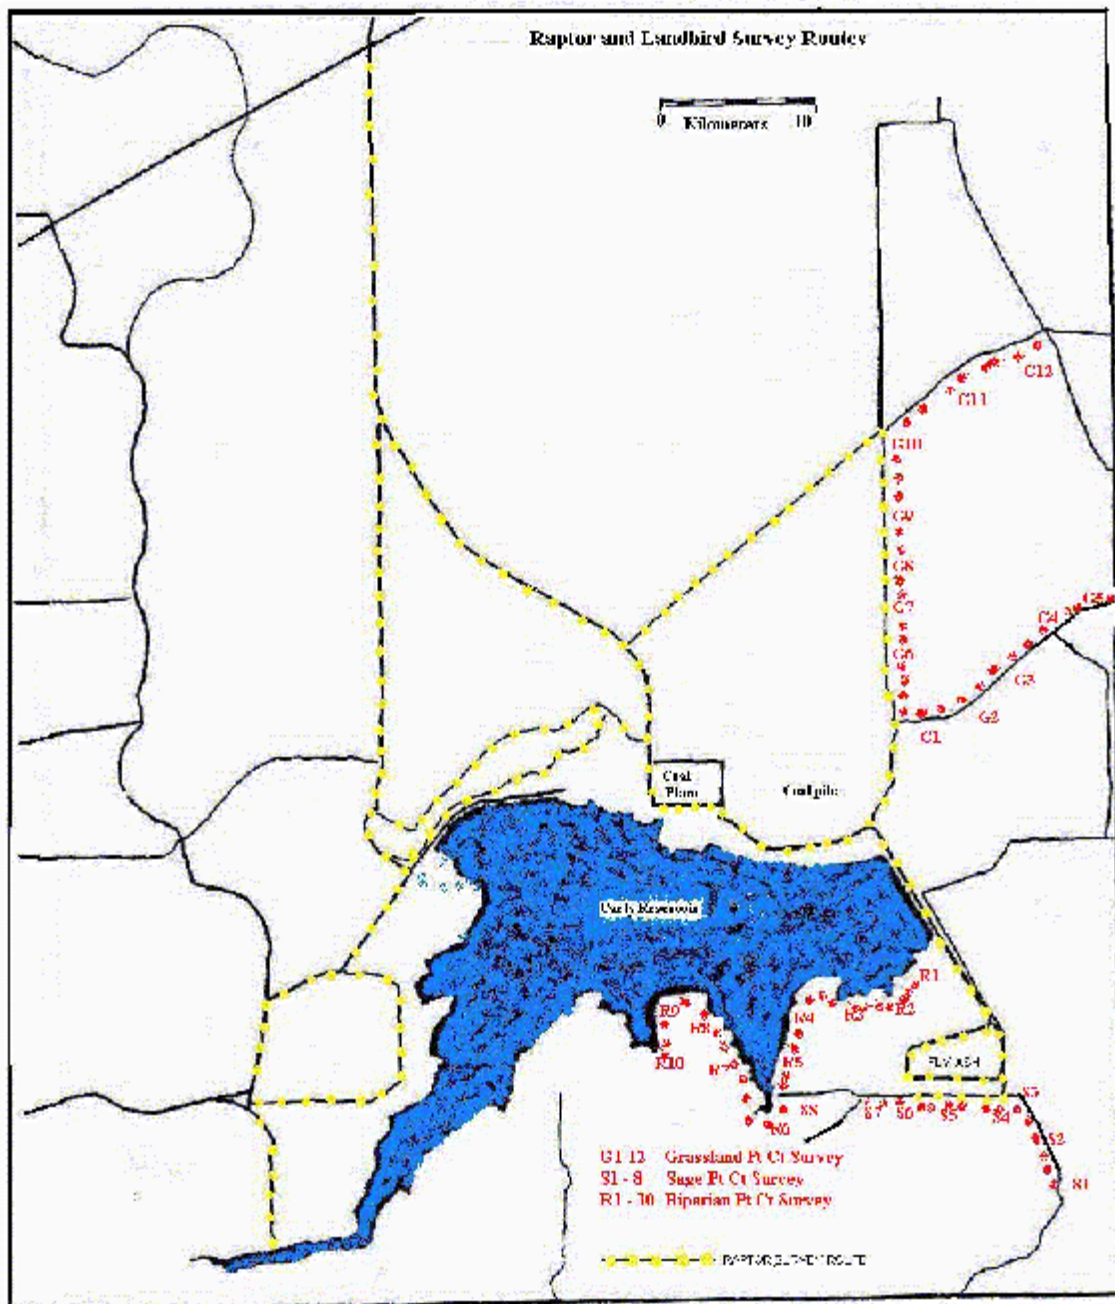 Raptor and Landbird Survey Routes
0 Kilometers 10
G12
G11
G10
G9
G8
G7
G6
G5
G4
G3
G2
G1
Coal
Plant
Coalpile
Reservoir
R1
R2
R3
R4
R5
R9
R8
R7
R10
R6
FLY ASH
S8
S7
S6
S5
S4
S3
S2
S1
G1 12 Grassland Pt Ct Survey
S1 - 8 Sage Pt Ct Survey
R1 - 10 Riparian Pt Ct Survey
RAPTOR SURVEY ROUTE